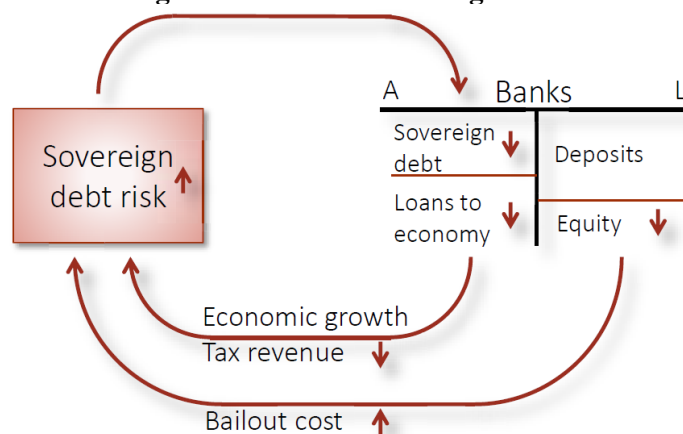 A Banks L
Sovereign
debt
Deposits
Sovereign
debt risk
Loans to
economy
Equity
Economic growth
Tax revenue
Bailout cost